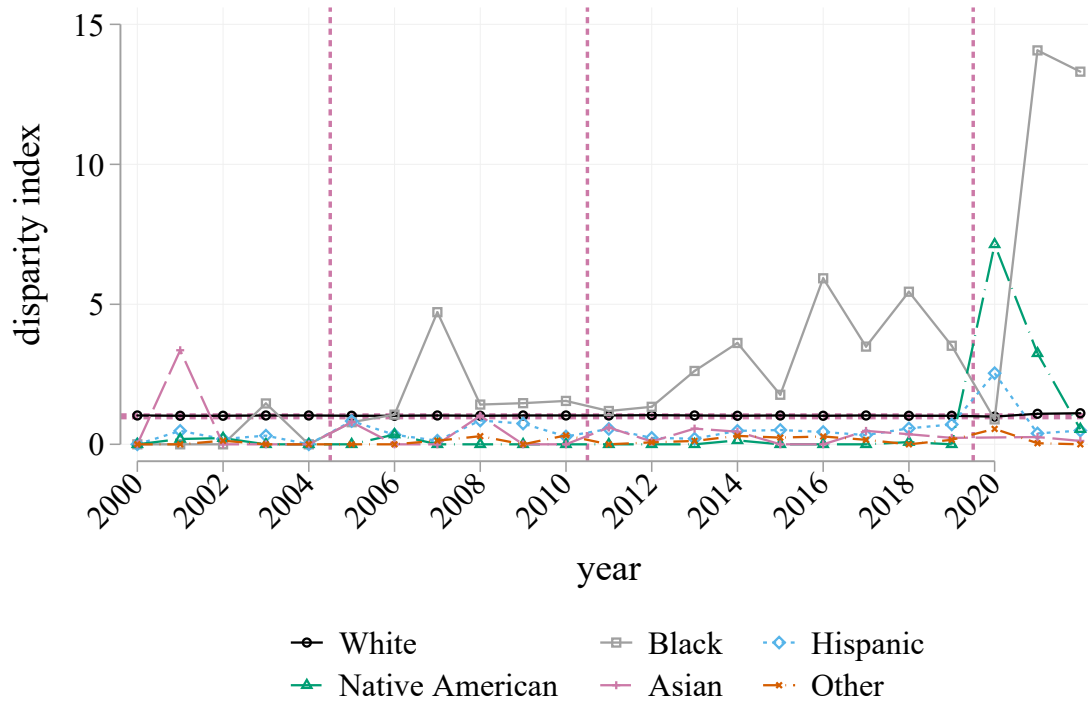 15
10
5
0
disparity index
2000 2002 2004 2006 2008 2010 2012 2014 2016 2018 2020
year
White Black Hispanic
Native American Asian Other